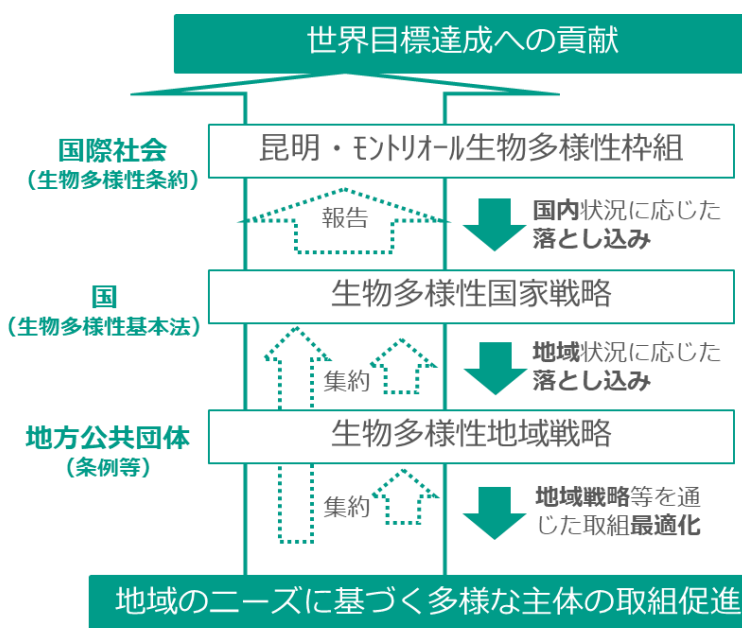 世界目標達成への貢献
国際社会
（生物多様性条約）
昆明・ﾓﾝﾄﾘｵｰﾙ生物多様性枠組
報告
国内状況に応じた
落とし込み
国
（生物多様性基本法）
生物多様性国家戦略
集約
地域状況に応じた
落とし込み
地方公共団体
（条例等）
生物多様性地域戦略
集約
地域戦略等を通
じた取組最適化
地域のニーズに基づく多様な主体の取組促進